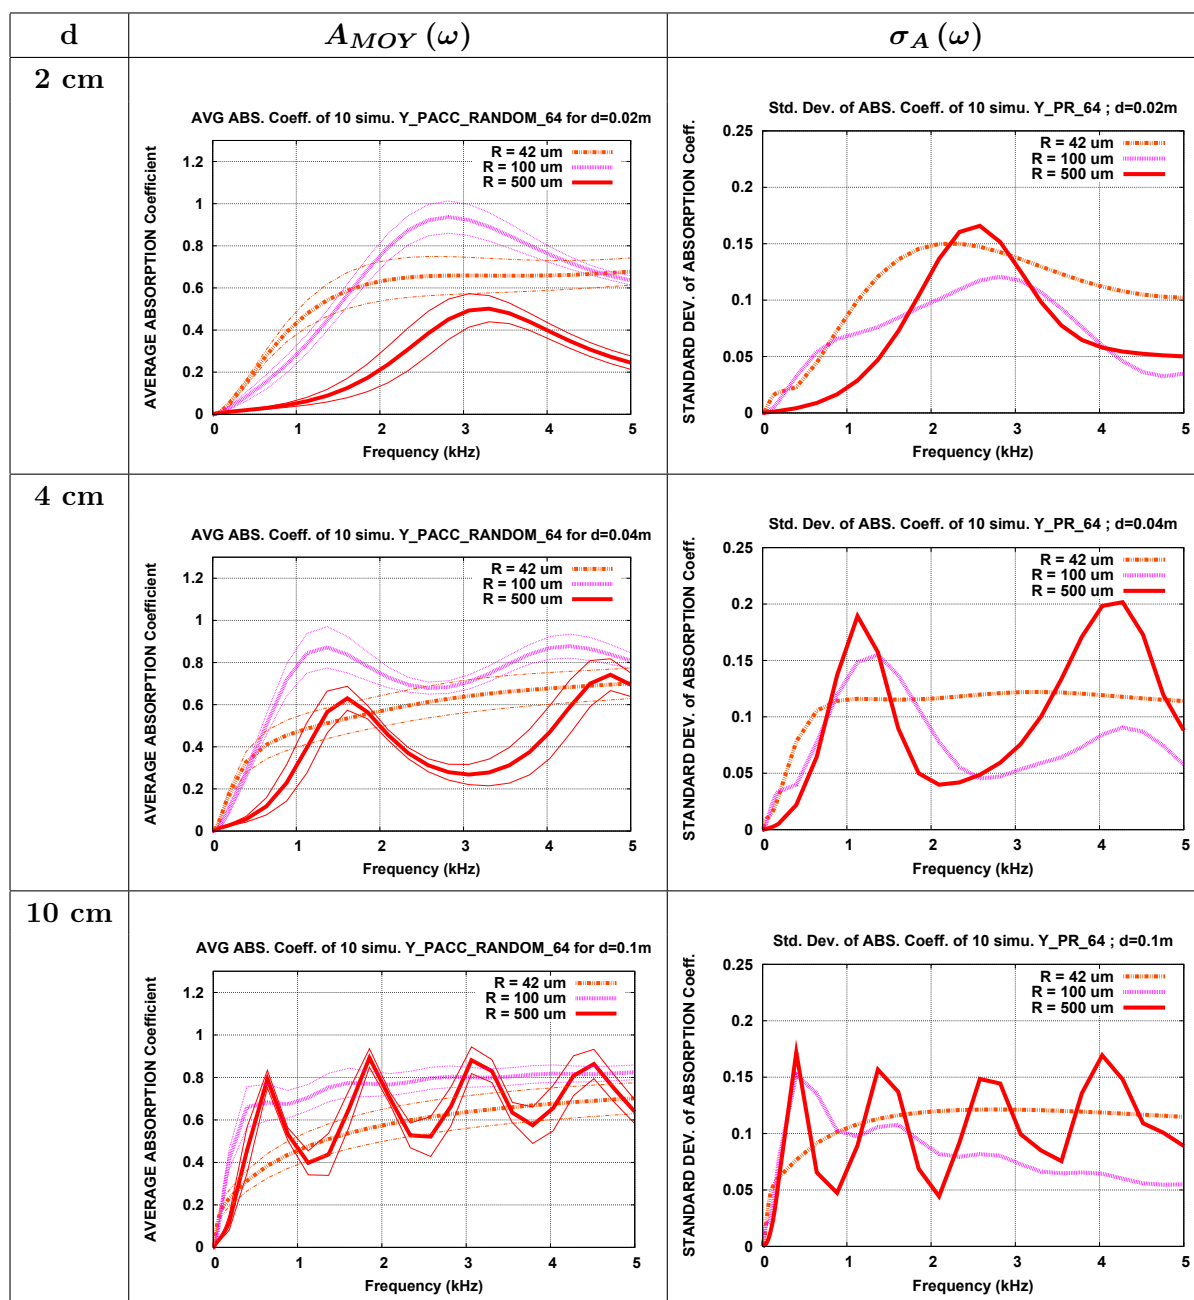 d
A_MOY (ω)
σ_A (ω)
2 cm
AVG ABS. Coeff. of 10 simu. Y_PACC_RANDOM_64 for d=0.02m
AVERAGE ABSORPTION Coefficient
1.2
1
0.8
0.6
0.4
0.2
0
R = 42 um
R = 100 um
R = 500 um
0 1 2 3 4 5
Frequency (kHz)
Std. Dev. of ABS. Coeff. of 10 simu. Y_PR_64 ; d=0.02m
STANDARD DEV. of ABSORPTION Coeff.
0.25
0.2
0.15
0.1
0.05
0
R = 42 um
R = 100 um
R = 500 um
0 1 2 3 4 5
Frequency (kHz)
4 cm
AVG ABS. Coeff. of 10 simu. Y_PACC_RANDOM_64 for d=0.04m
AVERAGE ABSORPTION Coefficient
1.2
1
0.8
0.6
0.4
0.2
0
R = 42 um
R = 100 um
R = 500 um
0 1 2 3 4 5
Frequency (kHz)
Std. Dev. of ABS. Coeff. of 10 simu. Y_PR_64 ; d=0.04m
STANDARD DEV. of ABSORPTION Coeff.
0.25
0.2
0.15
0.1
0.05
0
R = 42 um
R = 100 um
R = 500 um
0 1 2 3 4 5
Frequency (kHz)
10 cm
AVG ABS. Coeff. of 10 simu. Y_PACC_RANDOM_64 for d=0.1m
AVERAGE ABSORPTION Coefficient
1.2
1
0.8
0.6
0.4
0.2
0
R = 42 um
R = 100 um
R = 500 um
0 1 2 3 4 5
Frequency (kHz)
Std. Dev. of ABS. Coeff. of 10 simu. Y_PR_64 ; d=0.1m
STANDARD DEV. of ABSORPTION Coeff.
0.25
0.2
0.15
0.1
0.05
0
R = 42 um
R = 100 um
R = 500 um
0 1 2 3 4 5
Frequency (kHz)